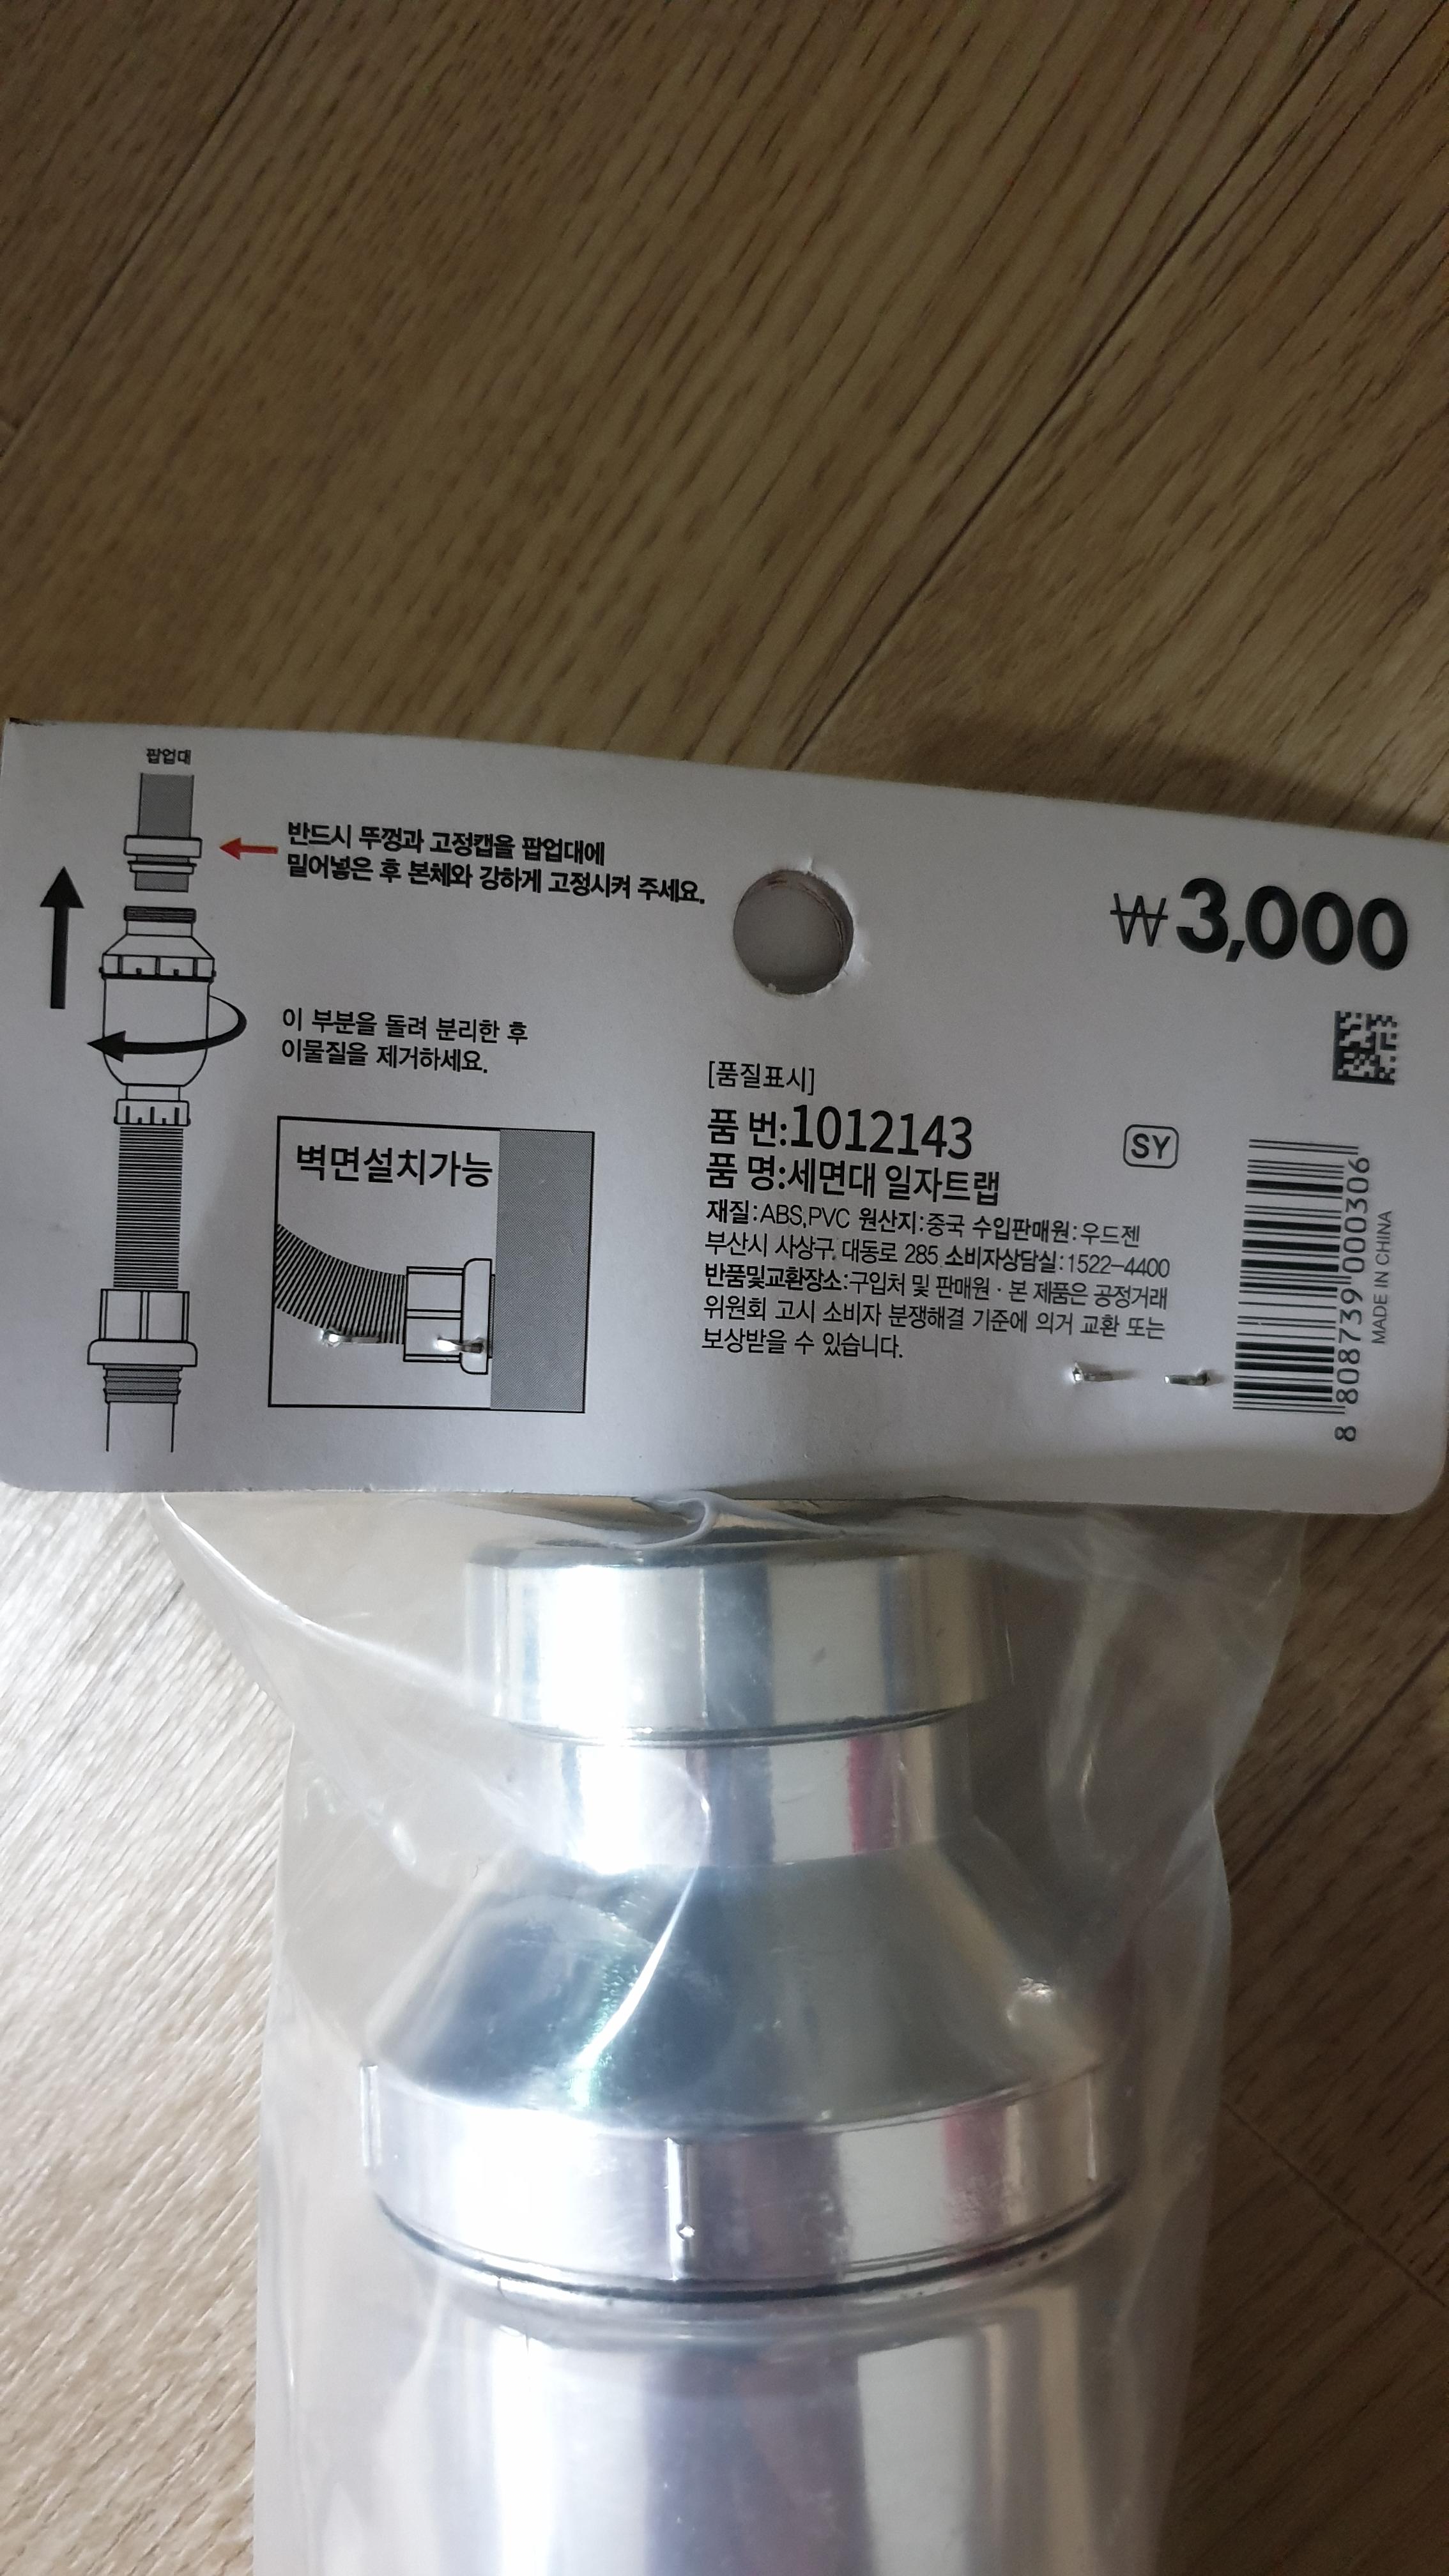 팝업대
반드시 뚜껑과 고정캡을 팝업대에
밀어넣은 후 본체와 강하게 고정시켜 주세요.
이 부분을 돌려 분리한 후
이물질을 제거하세요.
벽면설치가능
₩3,000
[품질표시]
품 번:1012143
품 명:세면대 일자트랩
SY
재질:ABS,PVC 원산지:중국 수입판매원:우드젠
부산시 사상구 대동로 285 소비자상담실:1522-4400
반품및교환장소:구입처 및 판매원 · 본 제품은 공정거래
위원회 고시 소비자 분쟁해결 기준에 의거 교환 또는
보상받을 수 있습니다.
8 808739 000306
MADE IN CHINA